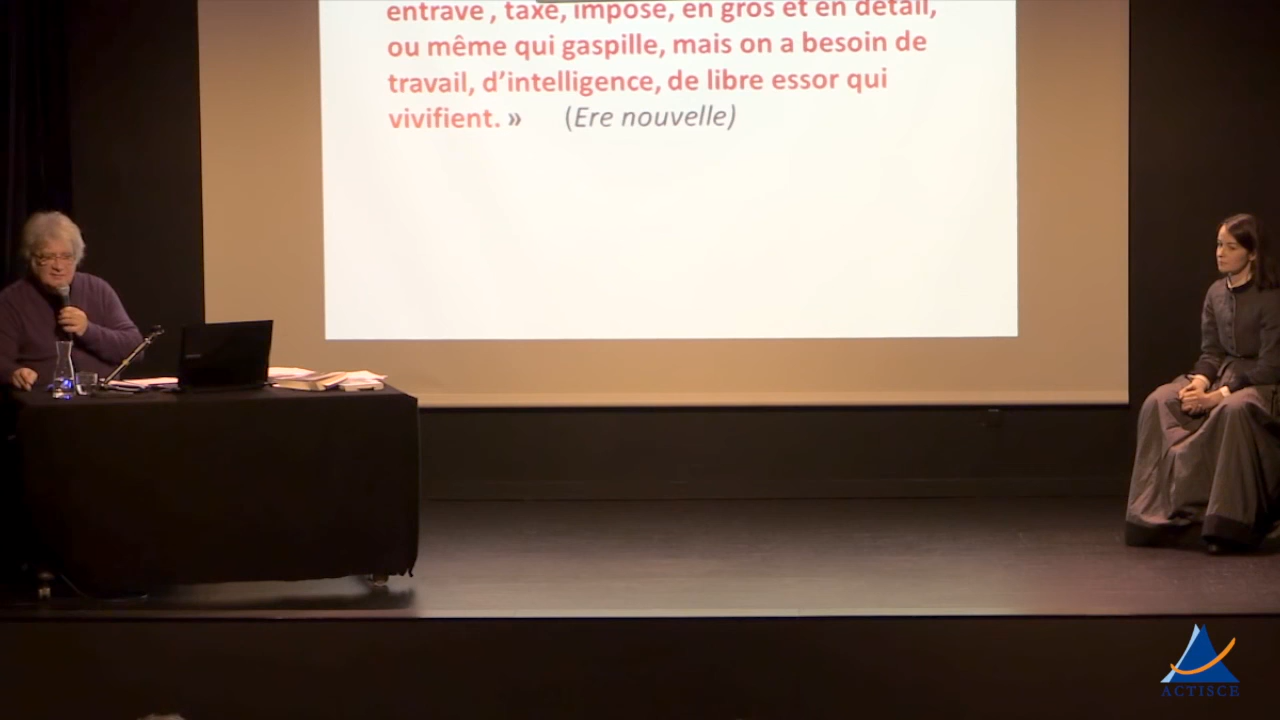 entrave , taxe, impose, en gros et en détail,
ou même qui gaspille, mais on a besoin de
travail, d’intelligence, de libre essor qui
vivifient. » (Ere nouvelle)
ACTISCE